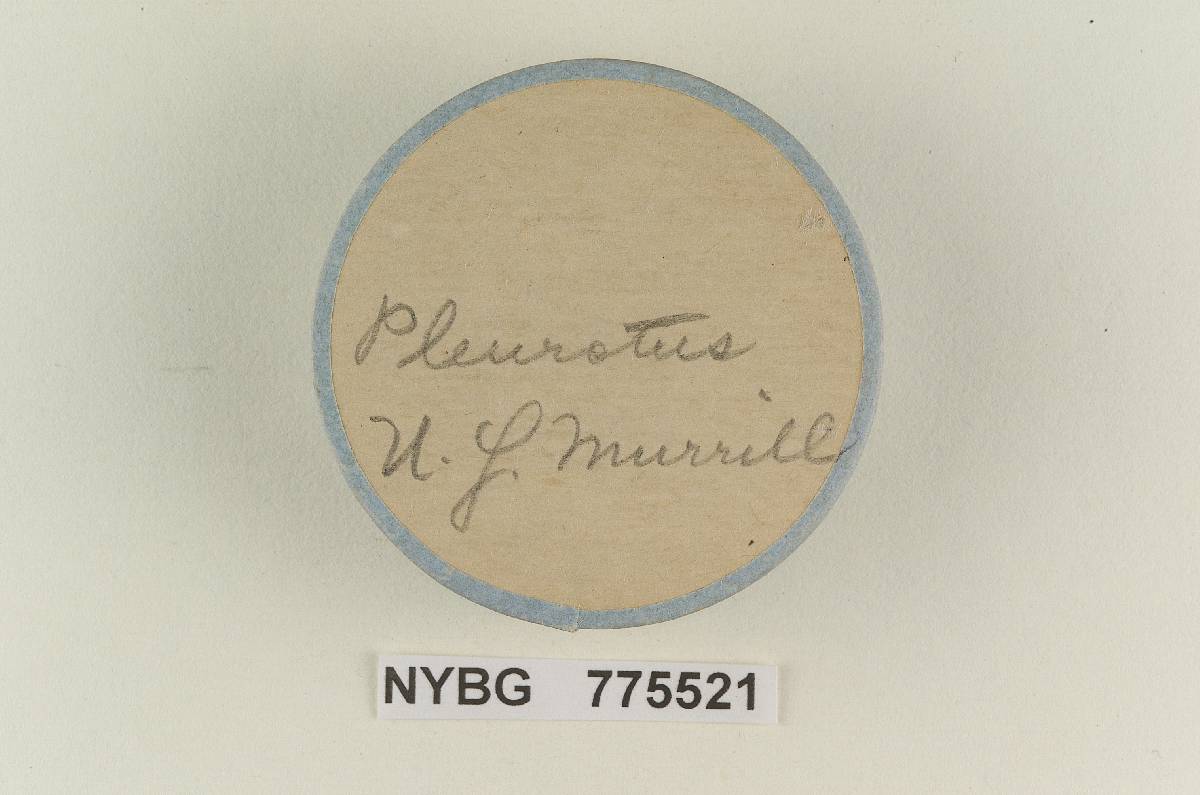 Pleurotus
U. G. Murrill
NYBG 775521